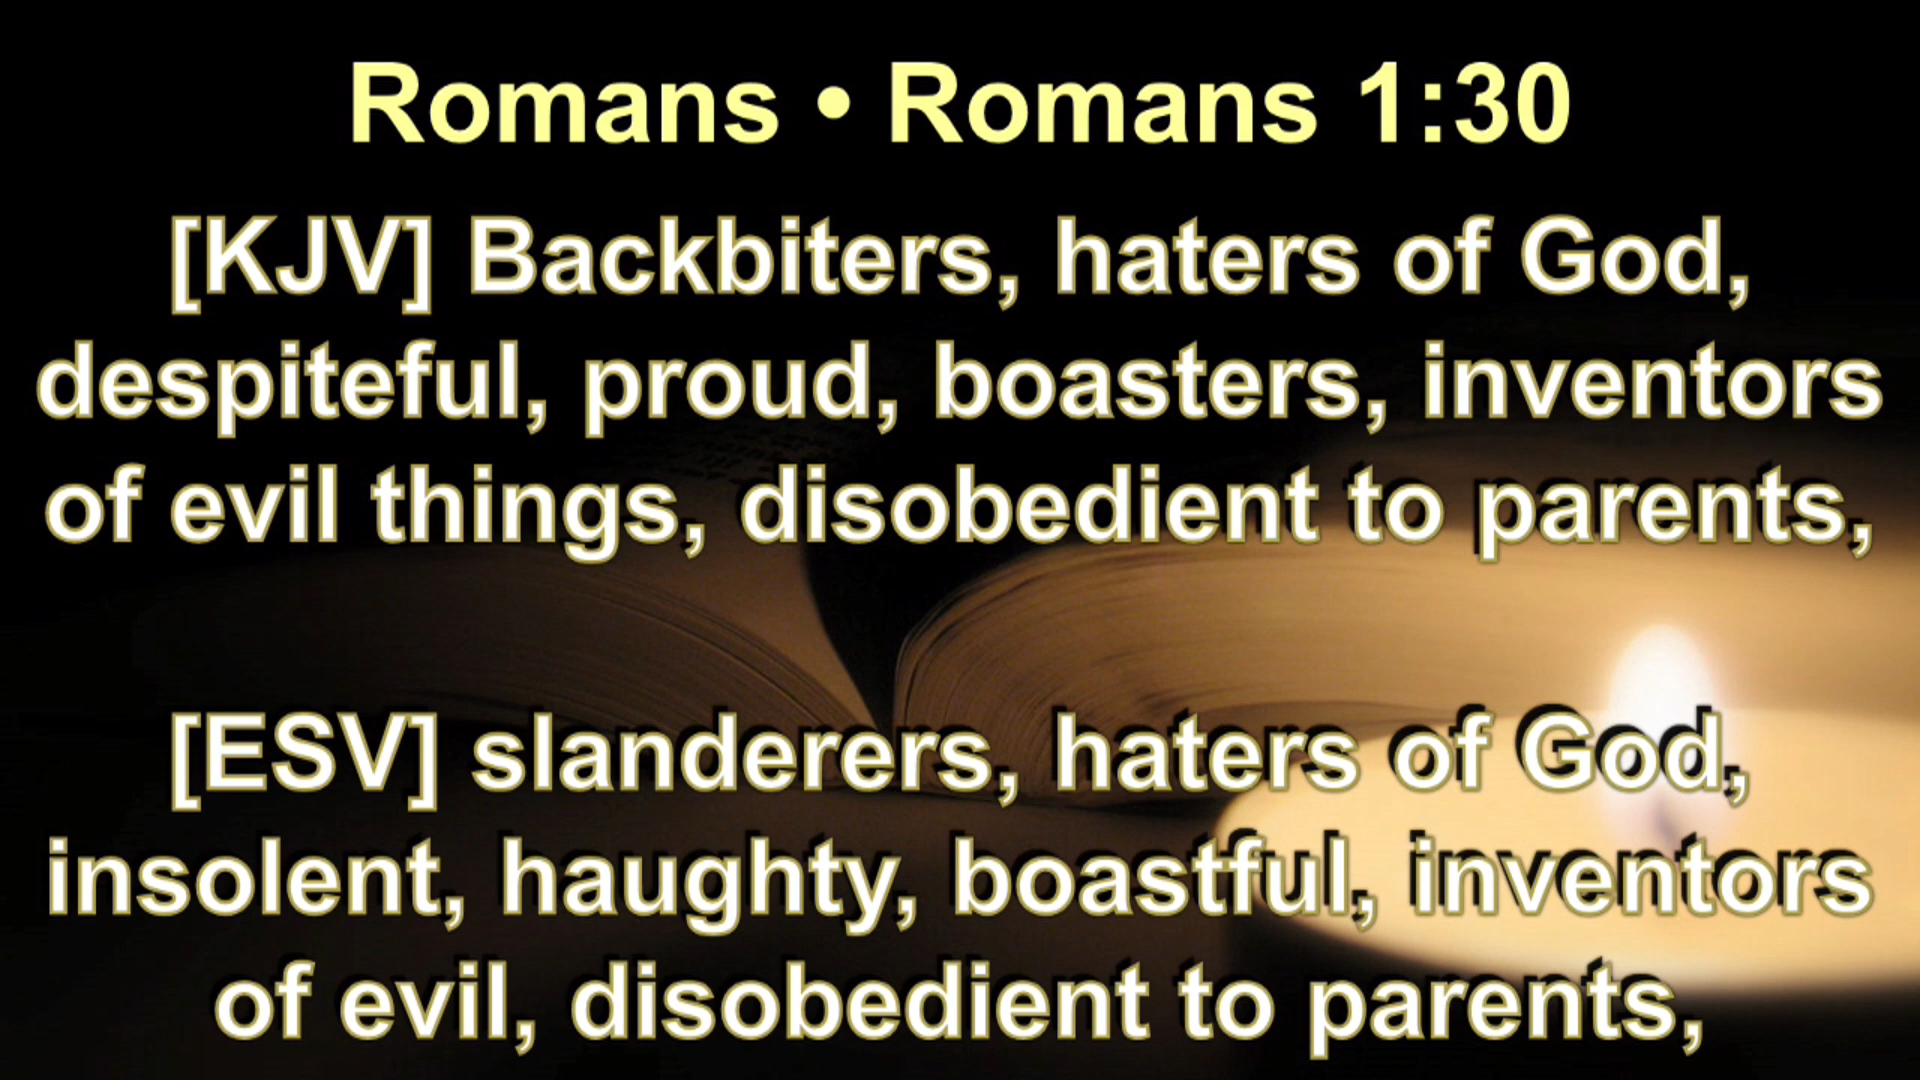 Romans • Romans 1:30
[KJV] Backbiters, haters of God,
despiteful, proud, boasters, inventors
of evil things, disobedient to parents,
[ESV] slanderers, haters of God,
insolent, haughty, boastful, inventors
of evil, disobedient to parents,